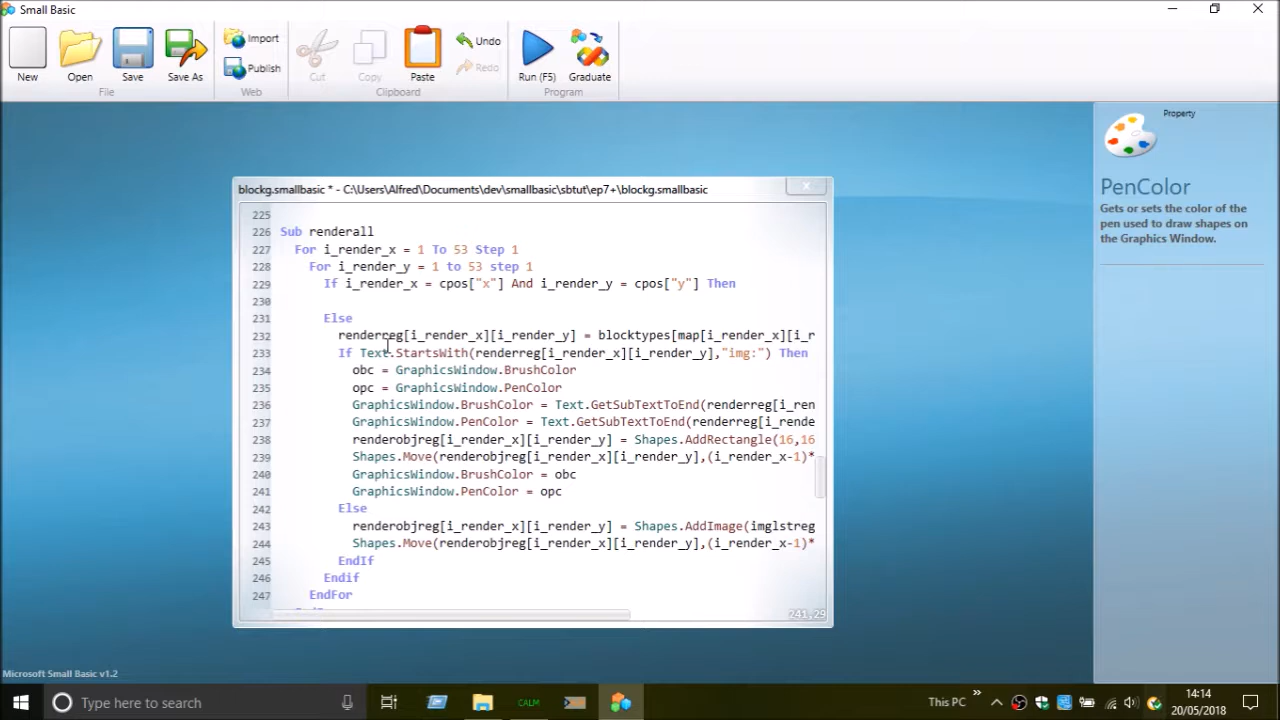 Small Basic
New
Open
Save
Save As
Import
Publish
Cut
Copy
Paste
Undo
Redo
Run (F5)
Graduate
File
Web
Clipboard
Program
blockg.smallbasic * - C:\Users\Alfred\Documents\dev\smallbasic\sbtut\ep7+\blockg.smallbasic
x
225
226 Sub renderall
227 For i_render_x = 1 To 53 Step 1
228 For i_render_y = 1 to 53 step 1
229 If i_render_x = cpos["x"] And i_render_y = cpos["y"] Then
230
231 Else
232 renderreg[i_render_x][i_render_y] = blocktypes[map[i_render_x][i_r
233 If Text.StartsWith(renderreg[i_render_x][i_render_y],"img:") Then
234 obc = GraphicsWindow.BrushColor
235 opc = GraphicsWindow.PenColor
236 GraphicsWindow.BrushColor = Text.GetSubTextToEnd(renderreg[i_ren
237 GraphicsWindow.PenColor = Text.GetSubTextToEnd(renderreg[i_rende
238 renderobjreg[i_render_x][i_render_y] = Shapes.AddRectangle(16,16
239 Shapes.Move(renderobjreg[i_render_x][i_render_y],(i_render_x-1)*
240 GraphicsWindow.BrushColor = obc
241 GraphicsWindow.PenColor = opc
242 Else
243 renderobjreg[i_render_x][i_render_y] = Shapes.AddImage(imglstreg
244 Shapes.Move(renderobjreg[i_render_x][i_render_y],(i_render_x-1)*
245 EndIf
246 Endif
247 EndFor
241,29
Property
PenColor
Gets or sets the color of the
pen used to draw shapes on
the Graphics Window.
Microsoft Small Basic v1.2
Type here to search
CALM
This PC
14:14
20/05/2018